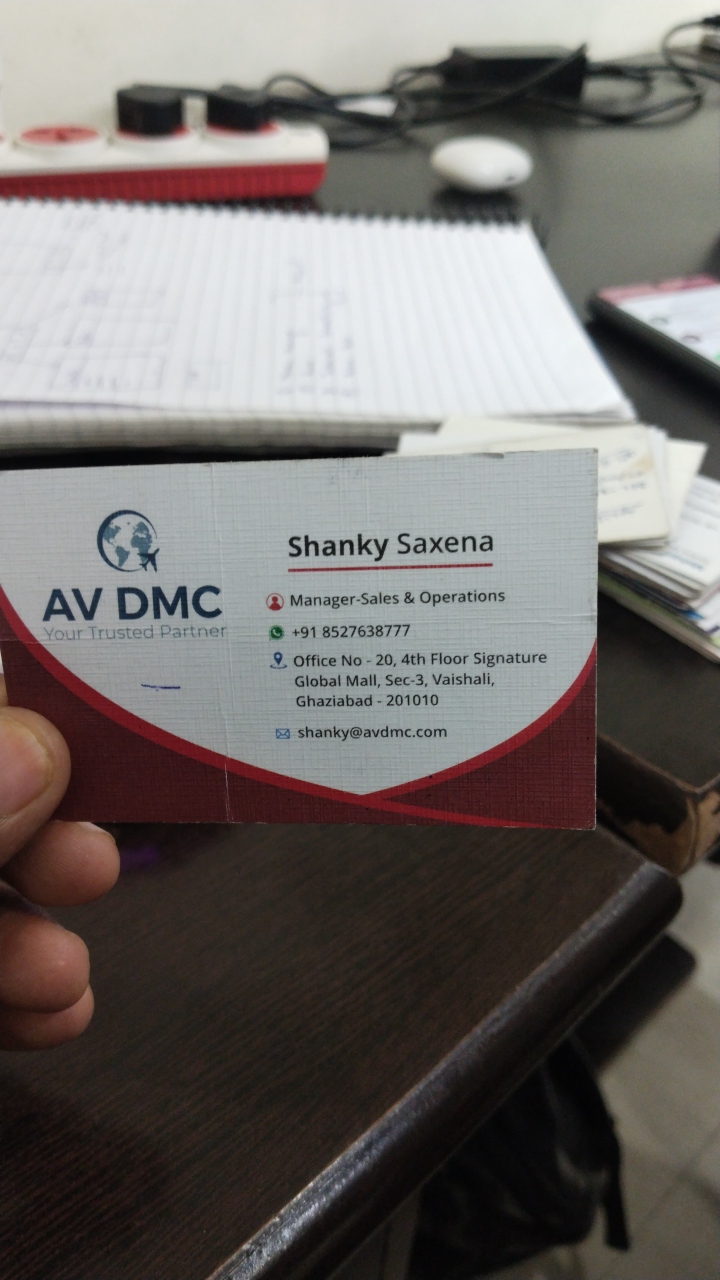 AV DMC
Your Trusted Partner
Shanky Saxena
Manager-Sales & Operations
+91 8527638777
Office No - 20, 4th Floor Signature
Global Mall, Sec-3, Vaishali,
Ghaziabad - 201010
shanky@avdmc.com